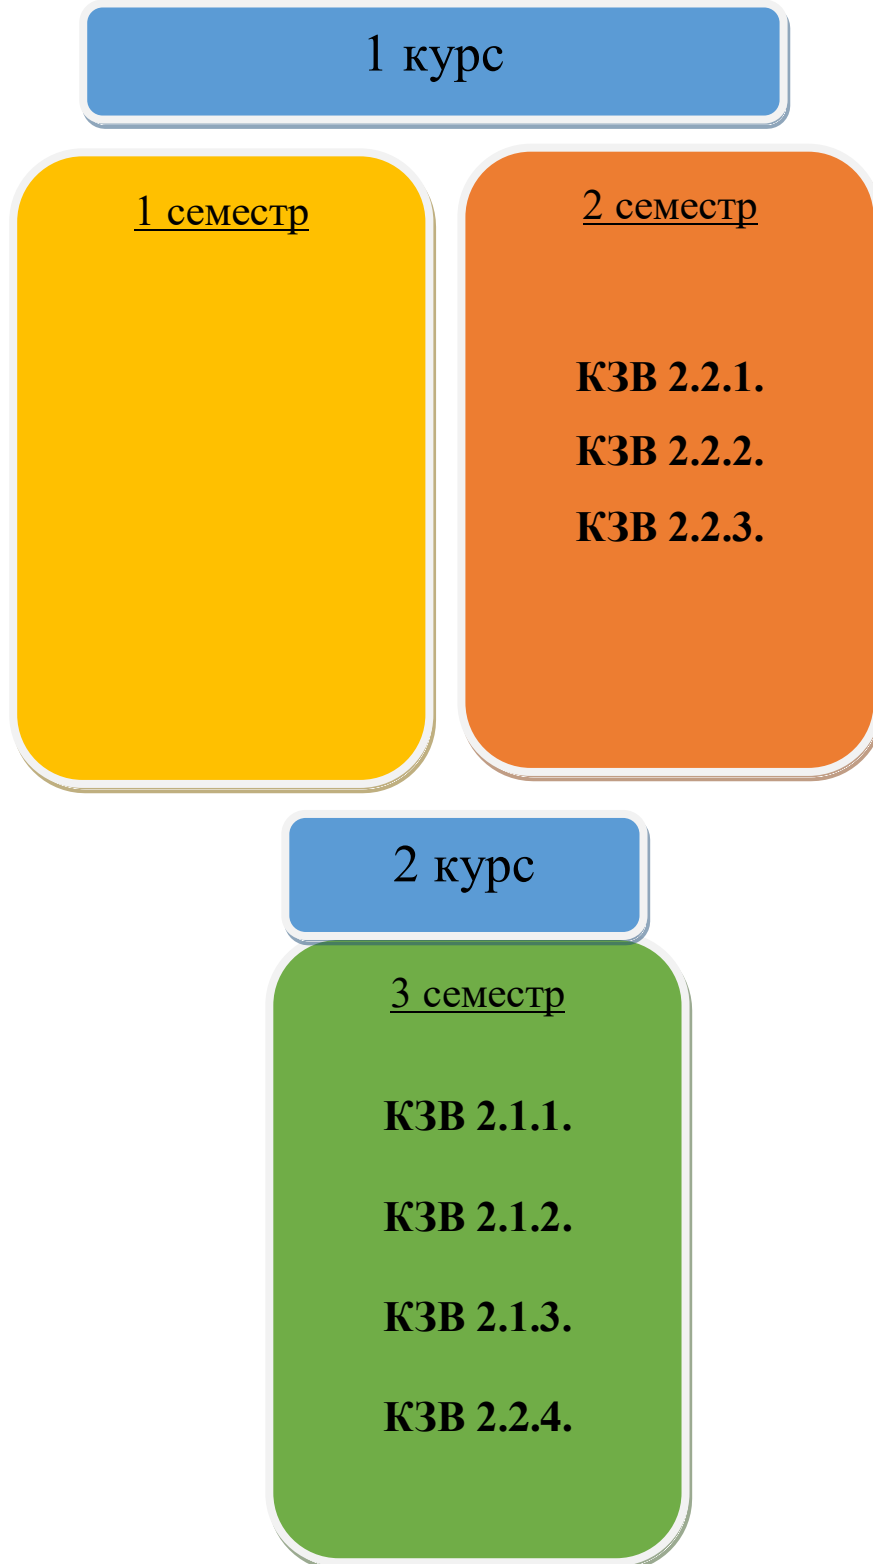 1 курс
1 семестр
2 семестр
КЗВ 2.2.1.
КЗВ 2.2.2.
КЗВ 2.2.3.
2 курс
3 семестр
КЗВ 2.1.1.
КЗВ 2.1.2.
КЗВ 2.1.3.
КЗВ 2.2.4.